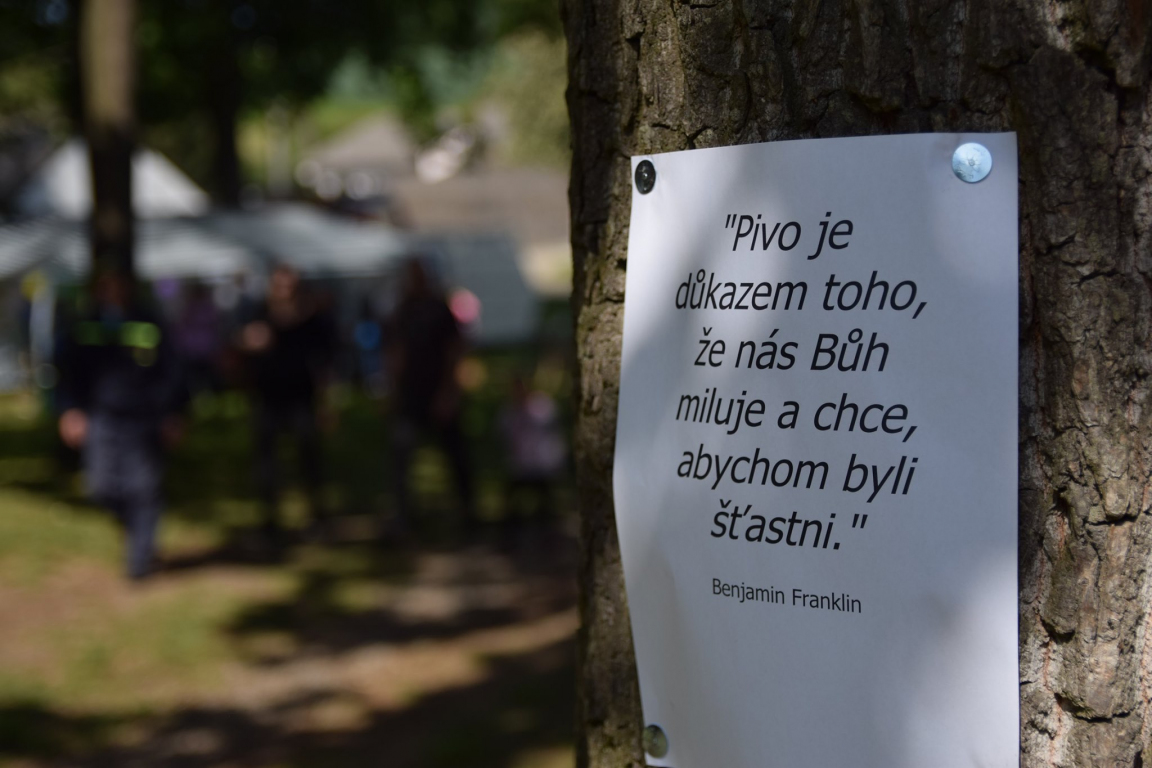 "Pivo je
důkazem toho,
že nás Bůh
miluje a chce,
abychom byli
šťastni."
Benjamin Franklin